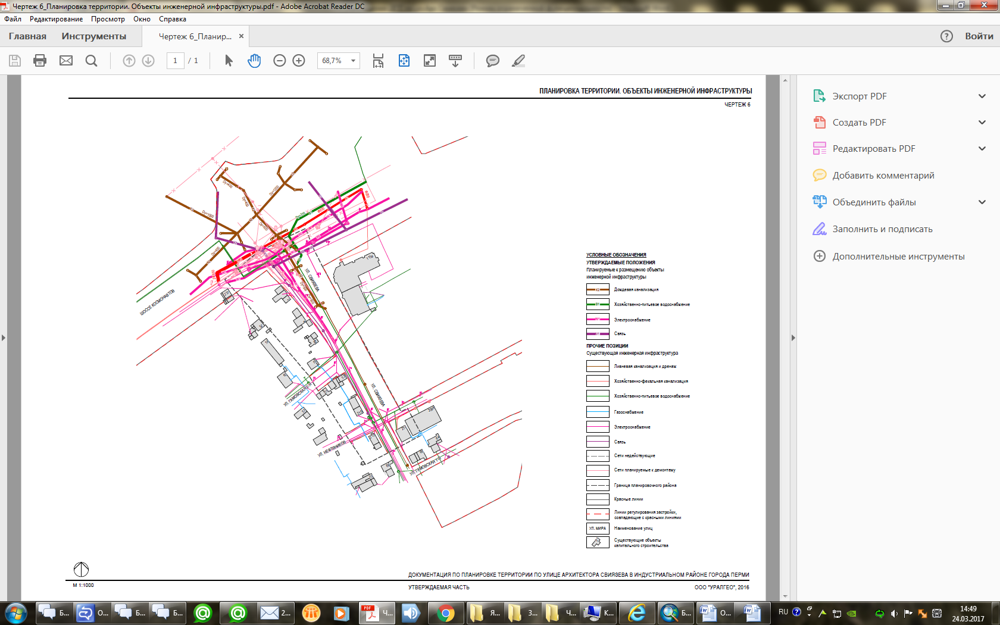 Чертеж 6_Планировка территории. Объекты инженерной инфраструктуры.pdf - Adobe Acrobat Reader DC
Файл Редактирование Просмотр Окно Справка
Главная Инструменты Чертеж 6_Планир... × Войти
1 / 1 68,7%
ПЛАНИРОВКА ТЕРРИТОРИИ. ОБЪЕКТЫ ИНЖЕНЕРНОЙ ИНФРАСТРУКТУРЫ
ЧЕРТЕЖ 6
Экспорт PDF
Создать PDF
Редактировать PDF
Добавить комментарий
Объединить файлы
Заполнить и подписать
Дополнительные инструменты
ШОССЕ КОСМОНАВТОВ
УЛ. СВИЯЗЕВА
УЛ. СВИЯЗЕВА
УЛ. НЕФТЯНИКОВ
УСЛОВНЫЕ ОБОЗНАЧЕНИЯ
УТВЕРЖДАЕМЫЕ ПОЛОЖЕНИЯ
Планируемые к размещению объекты
инженерной инфраструктуры
К2 Дождевая канализация
В1 Хозяйственно-питьевое водоснабжение
W1 Электроснабжение
V1 Связь
ПРОЧИЕ ПОЗИЦИИ
Существующая инженерная инфраструктура
Ливневая канализация и дренаж
Хозяйственно-фекальная канализация
Хозяйственно-питьевое водоснабжение
Газоснабжение
Электроснабжение
Связь
Сети недействующие
Сети планируемые к демонтажу
Граница планировочного района
Красные линии
Линии регулирования застройки,
совпадающие с красными линиями
УЛ. МИРА Наименование улиц
Существующие объекты
капитального строительства
М 1:1000
ДОКУМЕНТАЦИЯ ПО ПЛАНИРОВКЕ ТЕРРИТОРИИ ПО УЛИЦЕ АРХИТЕКТОРА СВИЯЗЕВА В ИНДУСТРИАЛЬНОМ РАЙОНЕ ГОРОДА ПЕРМИ
УТВЕРЖДАЕМАЯ ЧАСТЬ ООО "УРАЛГЕО", 2016
Б... О... Б... Б... 2... Ч... Я... З... Ч... К... Б... О... RU 14:49
24.03.2017